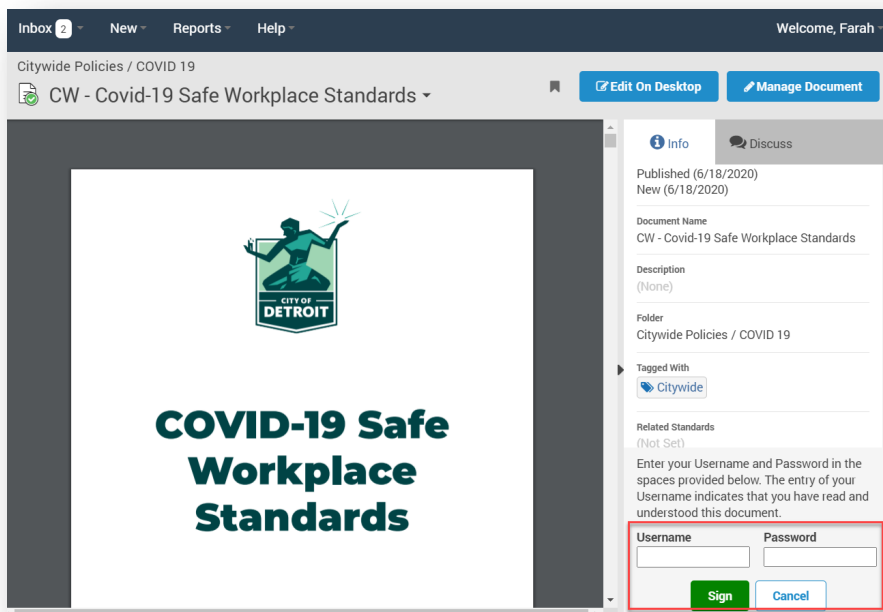 Inbox 2 New Reports Help Welcome, Farah
Citywide Policies / COVID 19
CW - Covid-19 Safe Workplace Standards
Edit On Desktop Manage Document
Info Discuss
Published (6/18/2020)
New (6/18/2020)
Document Name
CW - Covid-19 Safe Workplace Standards
Description
(None)
Folder
Citywide Policies / COVID 19
Tagged With
Citywide
Related Standards
(Not Set)
Enter your Username and Password in the
spaces provided below. The entry of your
Username indicates that you have read and
understood this document.
Username Password
Sign Cancel
CITY OF
DETROIT
COVID-19 Safe
Workplace
Standards